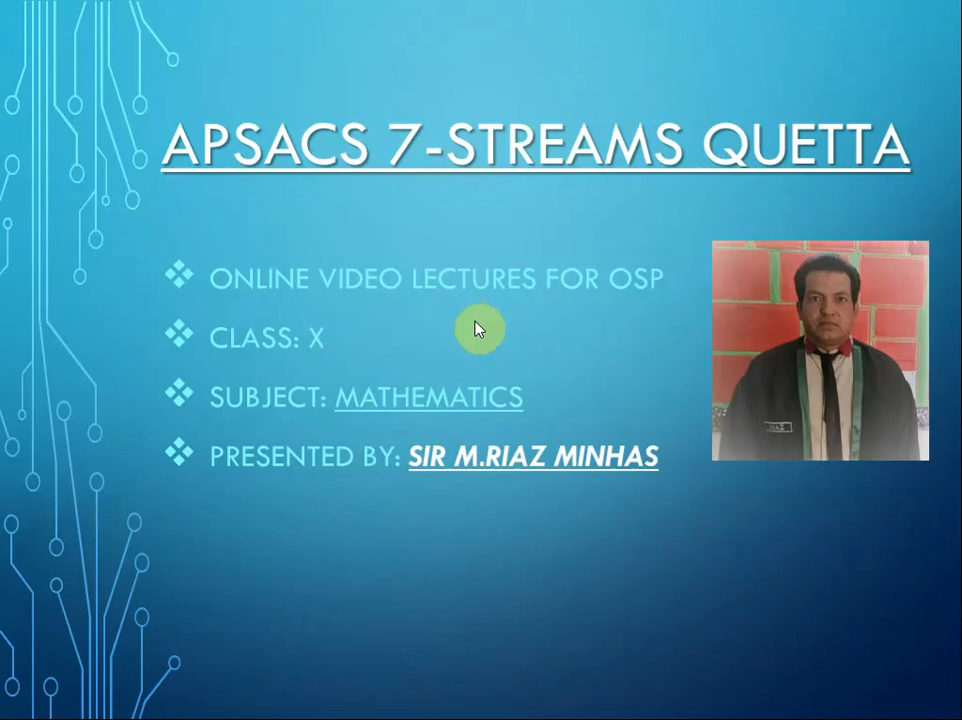 APSACS 7-STREAMS QUETTA
ONLINE VIDEO LECTURES FOR OSP
CLASS: X
SUBJECT: MATHEMATICS
PRESENTED BY: SIR M.RIAZ MINHAS